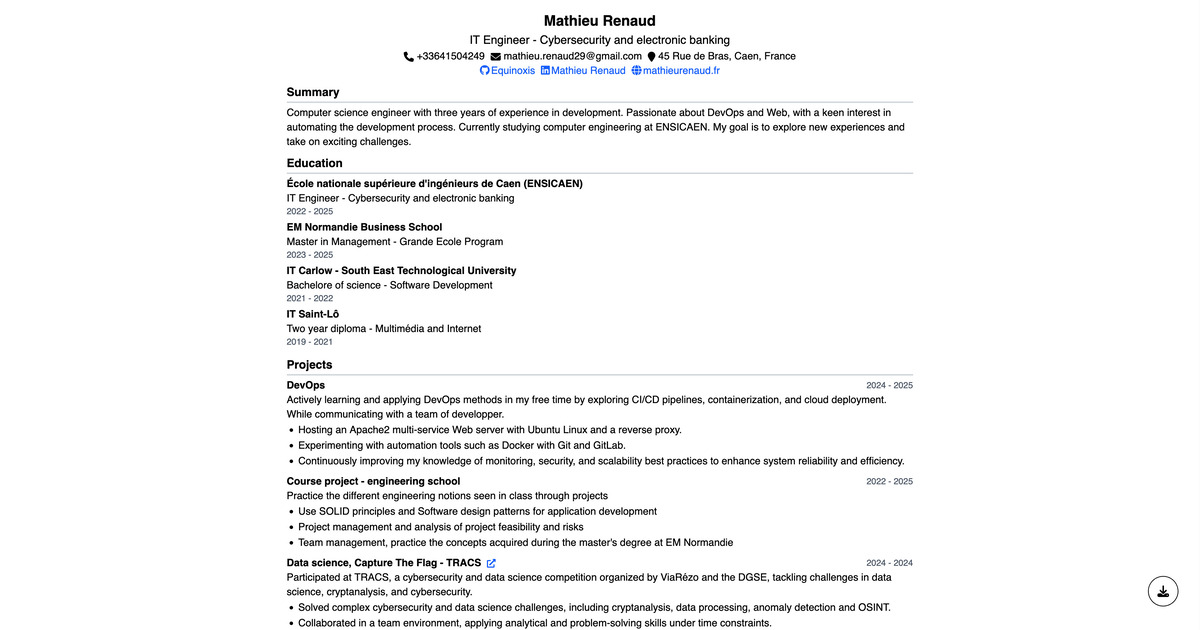 Mathieu Renaud
IT Engineer - Cybersecurity and electronic banking
+33641504249 mathieu.renaud29@gmail.com 45 Rue de Bras, Caen, France
Equinoxis Mathieu Renaud mathieurenaud.fr
Summary
Computer science engineer with three years of experience in development. Passionate about DevOps and Web, with a keen interest in
automating the development process. Currently studying computer engineering at ENSICAEN. My goal is to explore new experiences and
take on exciting challenges.
Education
École nationale supérieure d'ingénieurs de Caen (ENSICAEN)
IT Engineer - Cybersecurity and electronic banking
2022 - 2025
EM Normandie Business School
Master in Management - Grande Ecole Program
2023 - 2025
IT Carlow - South East Technological University
Bachelore of science - Software Development
2021 - 2022
IT Saint-Lô
Two year diploma - Multimédia and Internet
2019 - 2021
Projects
DevOps 2024 - 2025
Actively learning and applying DevOps methods in my free time by exploring CI/CD pipelines, containerization, and cloud deployment.
While communicating with a team of developper.
• Hosting an Apache2 multi-service Web server with Ubuntu Linux and a reverse proxy.
• Experimenting with automation tools such as Docker with Git and GitLab.
• Continuously improving my knowledge of monitoring, security, and scalability best practices to enhance system reliability and efficiency.
Course project - engineering school 2022 - 2025
Practice the different engineering notions seen in class through projects
• Use SOLID principles and Software design patterns for application development
• Project management and analysis of project feasibility and risks
• Team management, practice the concepts acquired during the master's degree at EM Normandie
Data science, Capture The Flag - TRACS 2024 - 2024
Participated at TRACS, a cybersecurity and data science competition organized by ViaRézo and the DGSE, tackling challenges in data
science, cryptanalysis, and cybersecurity.
• Solved complex cybersecurity and data science challenges, including cryptanalysis, data processing, anomaly detection and OSINT.
• Collaborated in a team environment, applying analytical and problem-solving skills under time constraints.